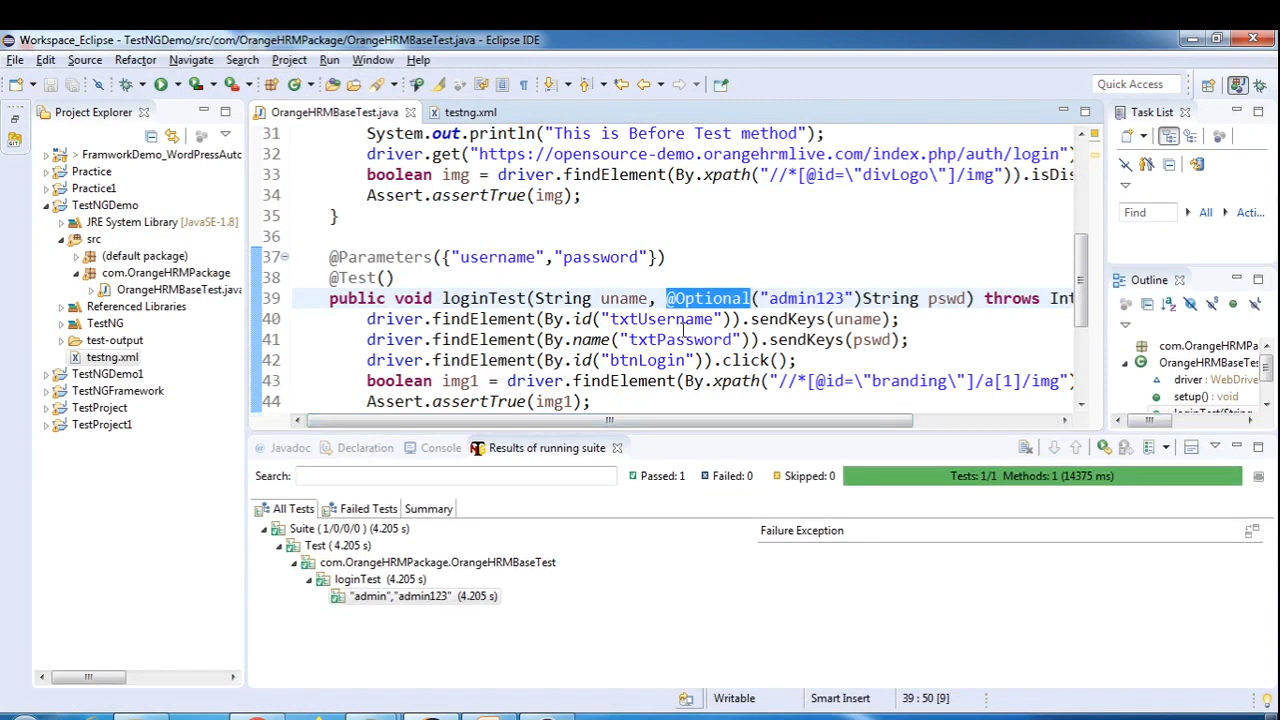 Workspace_Eclipse - TestNGDemo/src/com/OrangeHRMPackage/OrangeHRMBaseTest.java - Eclipse IDE
File Edit Source Refactor Navigate Search Project Run Window Help
Quick Access
Project Explorer
OrangeHRMBaseTest.java
testng.xml
Task List
FramworkDemo_WordPressAuto
Practice
Practice1
TestNGDemo
JRE System Library [JavaSE-1.8]
src
(default package)
com.OrangeHRMPackage
OrangeHRMBaseTest.java
Referenced Libraries
TestNG
test-output
testng.xml
TestNGDemo1
TestNGFramework
TestProject
TestProject1
31 System.out.println("This is Before Test method");
32 driver.get("https://opensource-demo.orangehrmlive.com/index.php/auth/login")
33 boolean img = driver.findElement(By.xpath("//*[@id=\"divLogo\"]/img")).isDis
34 Assert.assertTrue(img);
35 }
36
37 @Parameters({"username","password"})
38 @Test()
39 public void loginTest(String uname, @Optional("admin123")String pswd) throws Int
40 driver.findElement(By.id("txtUsername")).sendKeys(uname);
41 driver.findElement(By.name("txtPassword")).sendKeys(pswd);
42 driver.findElement(By.id("btnLogin")).click();
43 boolean img1 = driver.findElement(By.xpath("//*[@id=\"branding\"]/a[1]/img")
44 Assert.assertTrue(img1);
Find All Acti...
Outline
com.OrangeHRMPa
OrangeHRMBaseTe
driver : WebDrive
setup() : void
loginTest(String
Javadoc Declaration Console Results of running suite
Search:
Passed: 1 Failed: 0 Skipped: 0
Tests: 1/1 Methods: 1 (14375 ms)
All Tests Failed Tests Summary
Suite (1/0/0/0 ) (4.205 s)
Test ( 4.205 s)
com.OrangeHRMPackage.OrangeHRMBaseTest
loginTest (4.205 s)
"admin","admin123" (4.205 s)
Failure Exception
Writable
Smart Insert
39 : 50 [9]